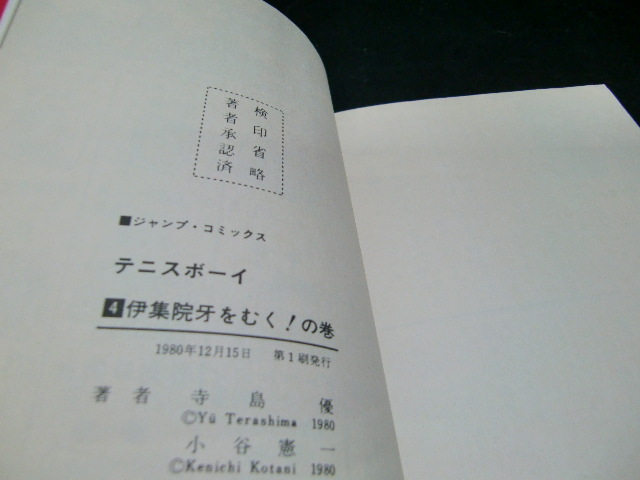 検印省略
著者承認済
■ジャンプ・コミックス
テニスボーイ
4伊集院牙をむく!の巻
1980年12月15日 第1刷発行
著者 寺島 優
©Yū Terashima 1980
小谷憲一
©Kenichi Kotani 1980